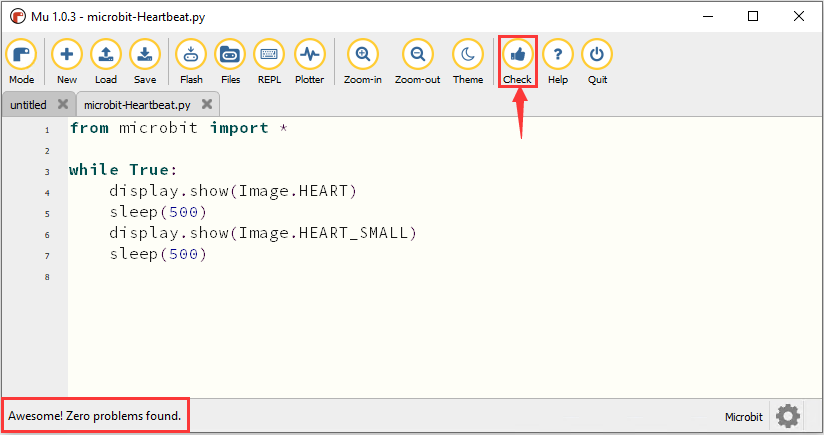 Mu 1.0.3 - microbit-Heartbeat.py
Mode New Load Save Flash Files REPL Plotter Zoom-in Zoom-out Theme Check Help Quit
untitled microbit-Heartbeat.py
1 from microbit import *
2
3 while True:
4 display.show(Image.HEART)
5 sleep(500)
6 display.show(Image.HEART_SMALL)
7 sleep(500)
8
Awesome! Zero problems found. Microbit